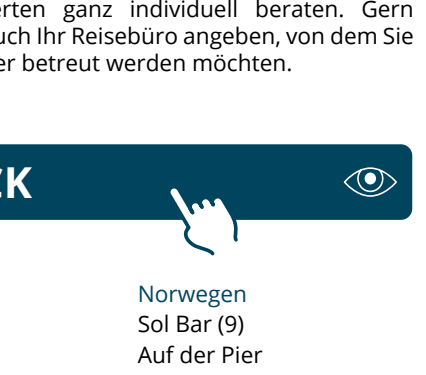 erten ganz individuell beraten. Gern
uch Ihr Reisebüro angeben, von dem Sie
er betreut werden möchten.
CK
Norwegen
Sol Bar (9)
Auf der Pier